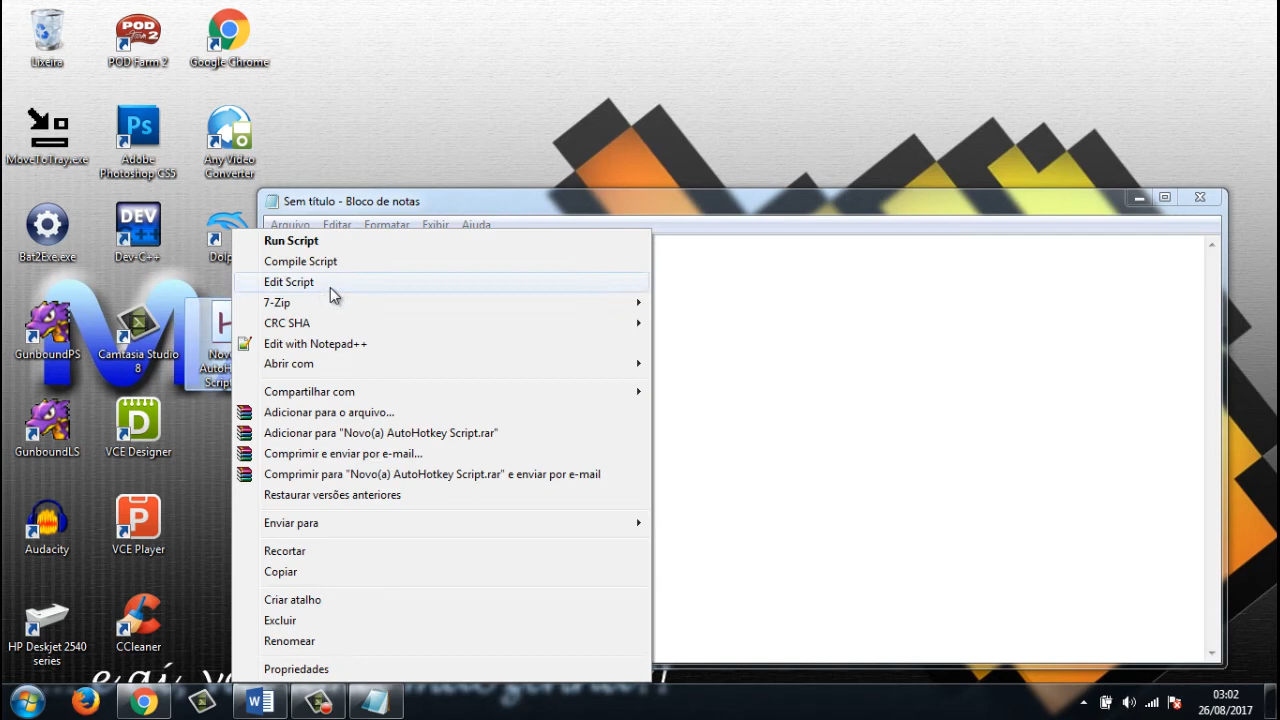 Lixeira
POD Farm 2
Google Chrome
MoveToTray.exe
Adobe
Photoshop CS5
Any Video
Converter
Bat2Exe.exe
Dev-C++
GunboundPS
Camtasia Studio
8
GunboundLS
VCE Designer
Audacity
VCE Player
HP Deskjet 2540
series
CCleaner
Sem título - Bloco de notas
Arquivo Editar Formatar Exibir Ajuda
Run Script
Compile Script
Edit Script
7-Zip
CRC SHA
Edit with Notepad++
Abrir com
Compartilhar com
Adicionar para o arquivo...
Adicionar para "Novo(a) AutoHotkey Script.rar"
Comprimir e enviar por e-mail...
Comprimir para "Novo(a) AutoHotkey Script.rar" e enviar por e-mail
Restaurar versões anteriores
Enviar para
Recortar
Copiar
Criar atalho
Excluir
Renomear
Propriedades
03:02
26/08/2017